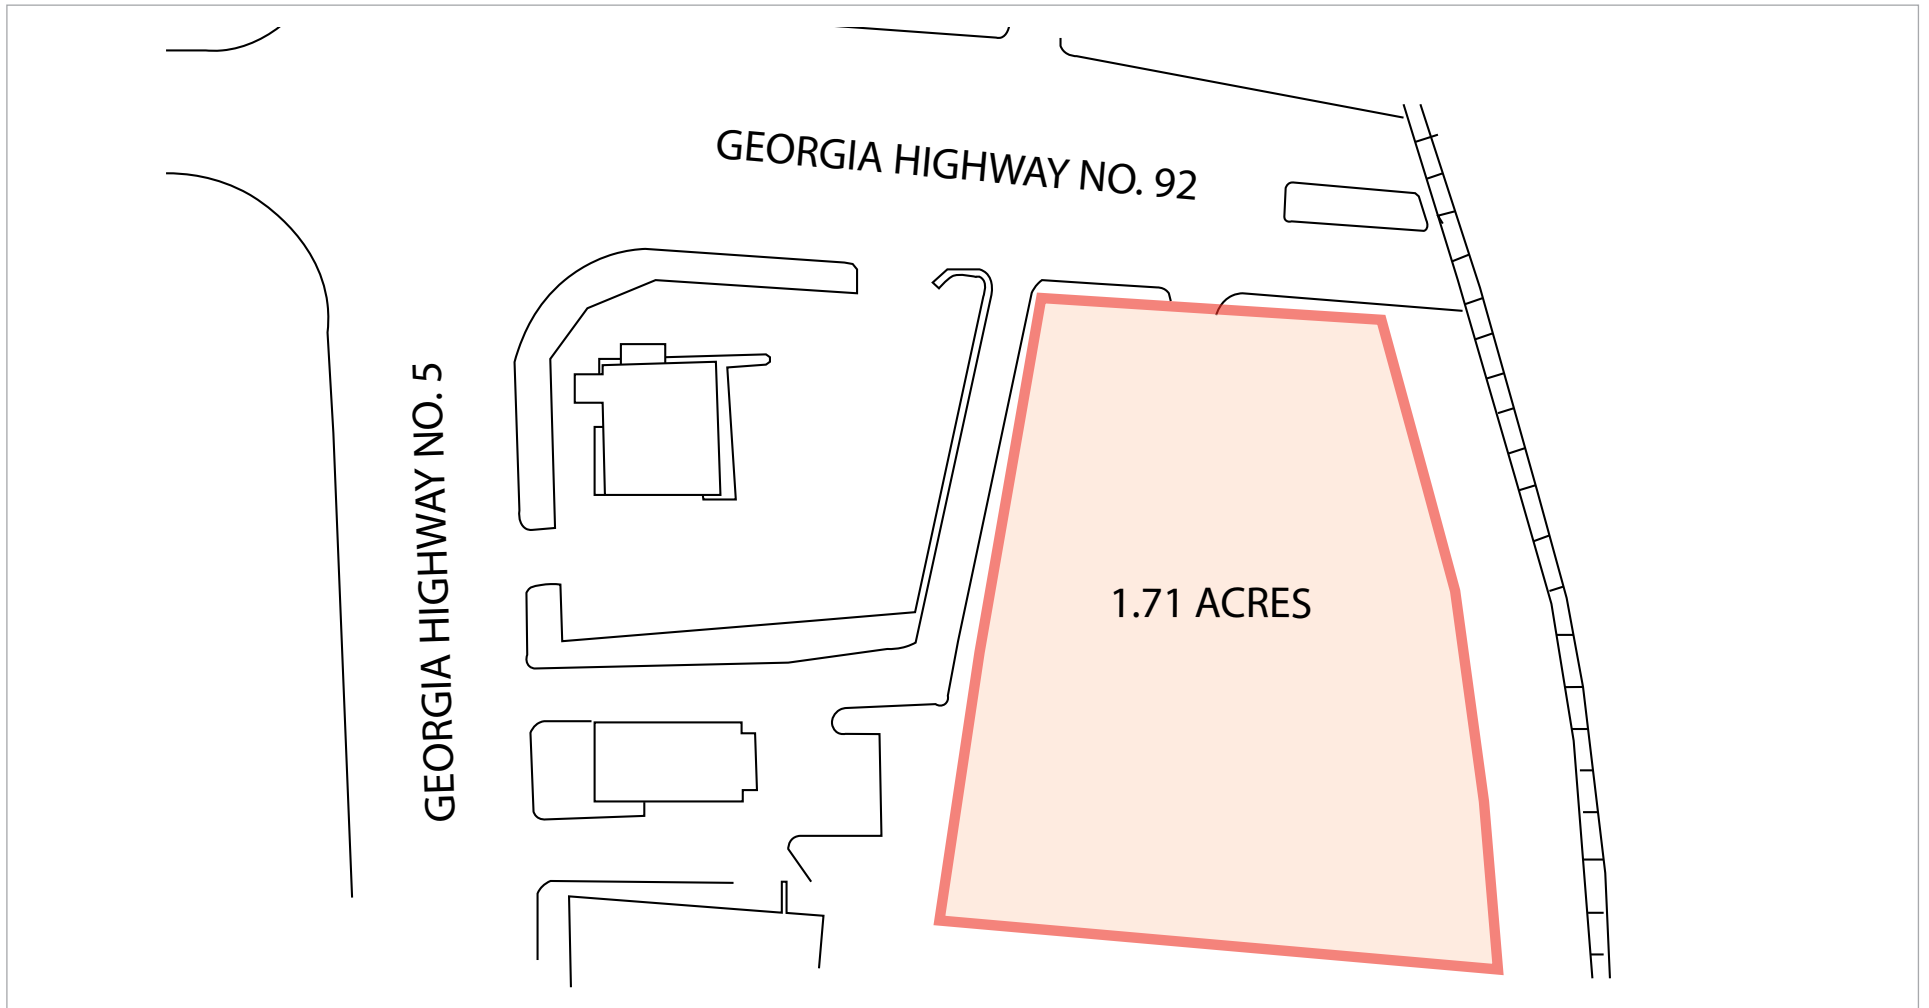 GEORGIA HIGHWAY NO. 92
GEORGIA HIGHWAY NO. 5
1.71 ACRES